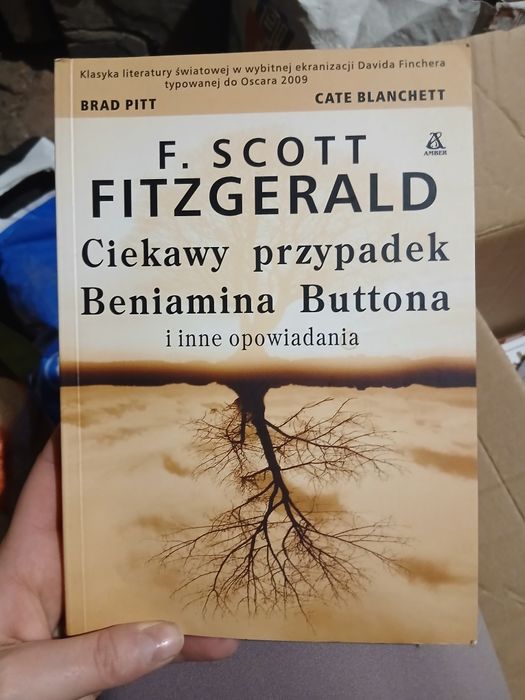 Klasyka literatury światowej w wybitnej ekranizacji Davida Finchera
typowanej do Oscara 2009
BRAD PITT CATE BLANCHETT
F. SCOTT
FITZGERALD
AMBER
Ciekawy przypadek
Beniamina Buttona
i inne opowiadania